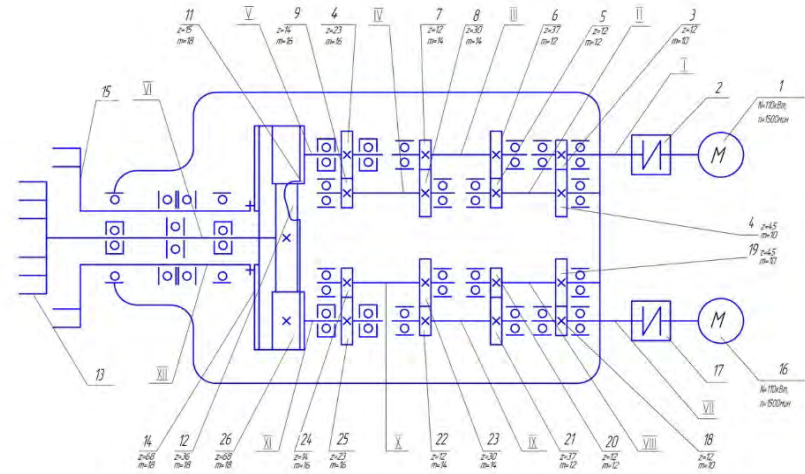 11
z=15
m=18
V
9
z=14
m=16
4
z=23
m=16
IV
7
z=12
m=14
8
z=30
m=14
III
6
z=37
m=12
5
z=12
m=12
II
3
z=12
m=10
I
2
1
N=110кВт,
n=1500мин
15
VI
М
4
z=45
m=10
19
z=45
m=10
М
13
XII
14
z=68
m=18
12
z=36
m=18
26
z=68
m=18
XI
24
z=14
m=16
25
z=23
m=16
X
22
z=12
m=14
23
z=30
m=14
IX
21
z=37
m=12
20
z=12
m=12
VIII
18
z=12
m=10
VII
17
16
N=110кВт,
n=1500мин